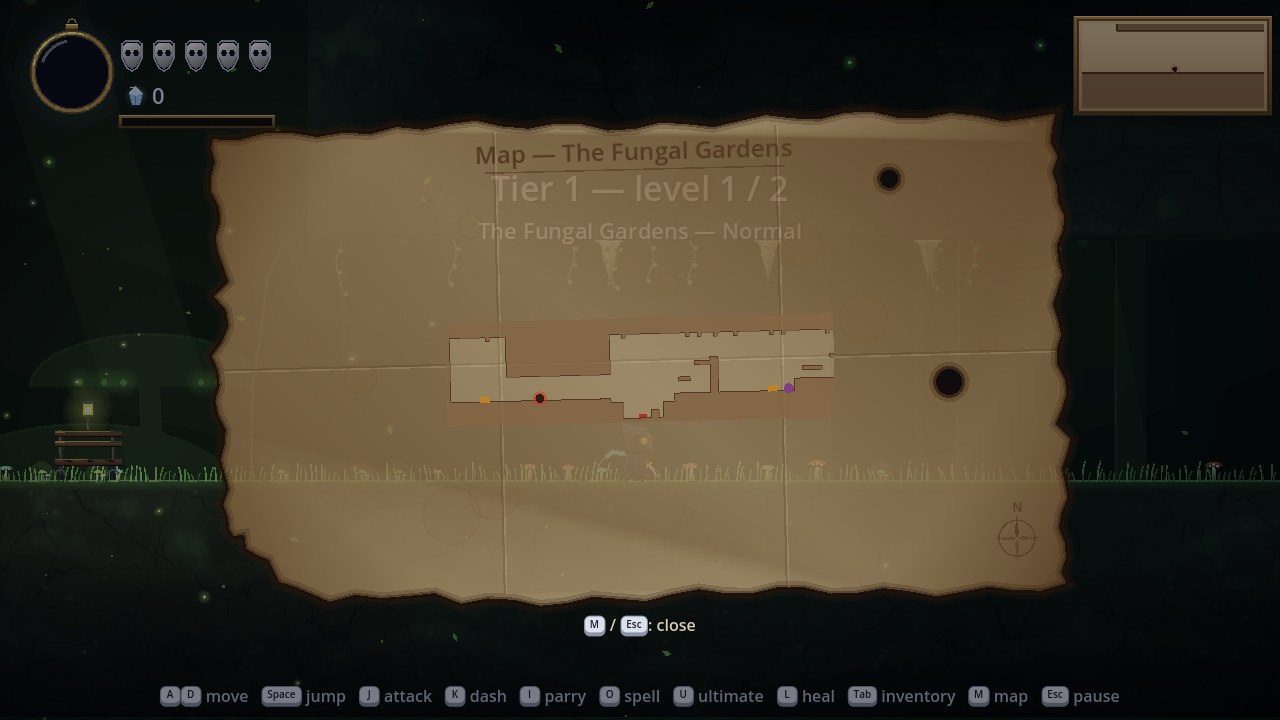 0
Map — The Fungal Gardens
Tier 1 — level 1 / 2
The Fungal Gardens — Normal
N
M / Esc: close
A D move Space jump J attack K dash I parry O spell U ultimate L heal Tab inventory M map Esc pause